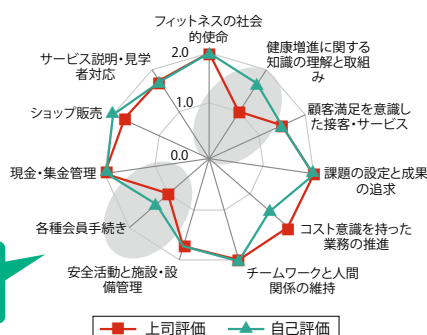 フィットネスの社会
的使命
健康増進に関する
知識の理解と取組
み
顧客満足を意識し
た接客・サービス
課題の設定と成果
の追求
コスト意識を持った
業務の推進
チームワークと人間
関係の維持
安全活動と施設・設
備管理
各種会員手続き
現金・集金管理
ショップ販売
サービス説明・見学
者対応
2.0
1.0
0.0
上司評価 自己評価